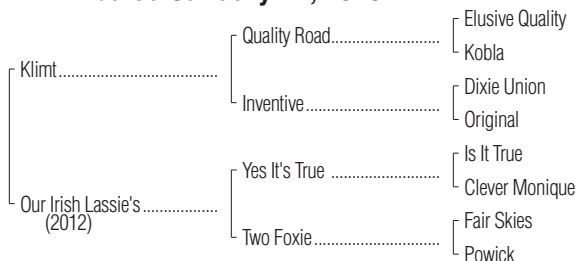 Elusive Quality
Quality Road
Kobla
Klimt
Dixie Union
Inventive
Original
Is It True
Yes It's True
Clever Monique
Our Irish Lassie's
(2012)
Fair Skies
Two Foxie
Powick